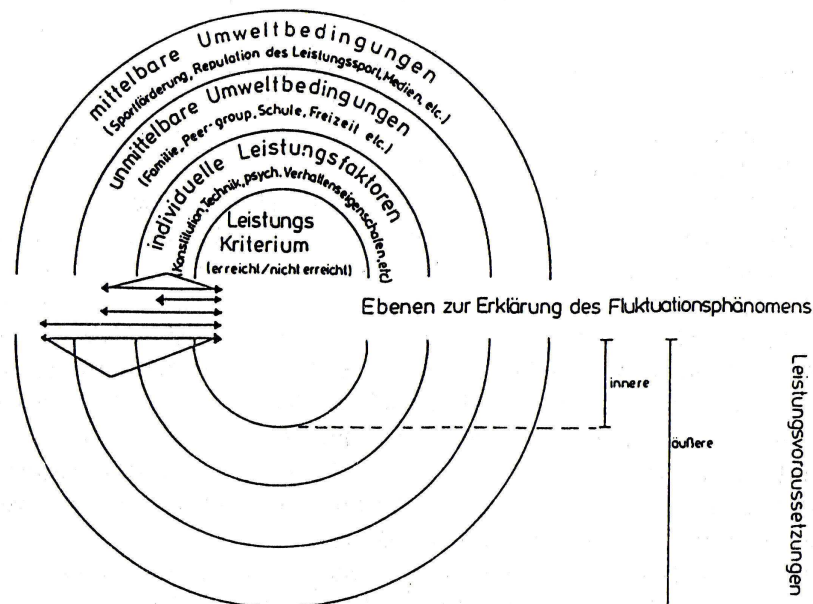 mittelbare Umweltbedingungen
(Sportförderung, Reputation des Leistungssport, Medien, etc.)
unmittelbare Umweltbedingungen
(Familie, Peer-group, Schule, Freizeit etc.)
individuelle Leistungsfaktoren
(Konstitution, Technik, psych. Verhaltenseigenschafen, etc)
Leistungs
Kriterium
(erreicht/nicht erreicht)
Ebenen zur Erklärung des Fluktuationsphänomens
innere
äußere
Leistungsvoraussetzungen